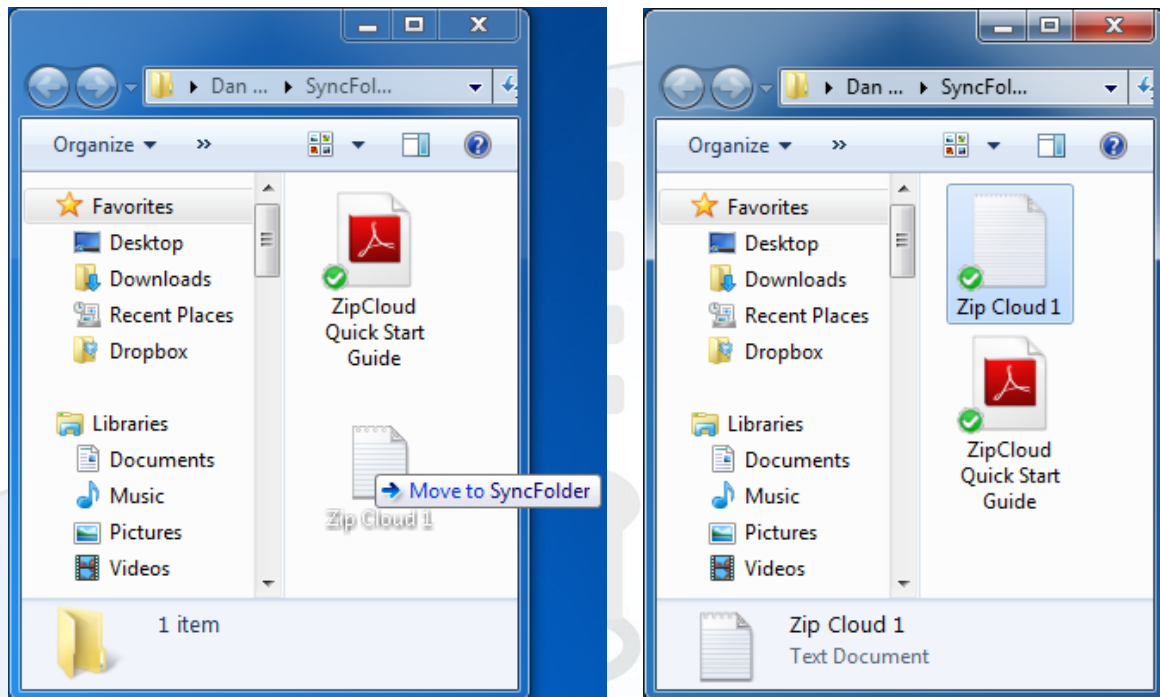 Dan ... SyncFol...
Organize
Favorites
Desktop
Downloads
Recent Places
Dropbox
Libraries
Documents
Music
Pictures
Videos
ZipCloud
Quick Start
Guide
Move to SyncFolder
Zip Cloud 1
1 item
Dan ... SyncFol...
Organize
Favorites
Desktop
Downloads
Recent Places
Dropbox
Libraries
Documents
Music
Pictures
Videos
Zip Cloud 1
ZipCloud
Quick Start
Guide
Zip Cloud 1
Text Document